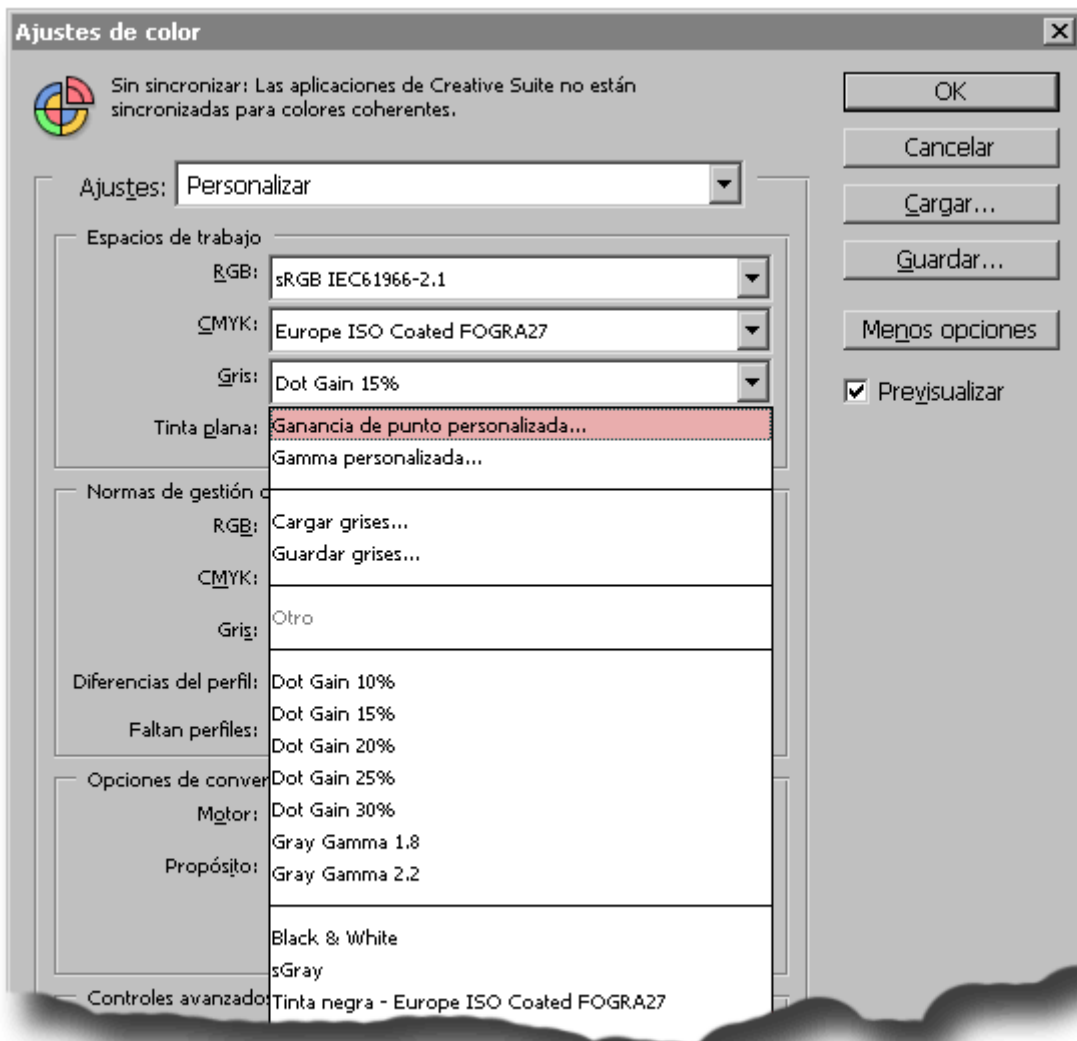 Ajustes de color
Sin sincronizar: Las aplicaciones de Creative Suite no están
sincronizadas para colores coherentes.
OK
Cancelar
Cargar...
Guardar...
Menos opciones
Previsualizar
Ajustes: Personalizar
Espacios de trabajo
RGB: sRGB IEC61966-2.1
CMYK: Europe ISO Coated FOGRA27
Gris: Dot Gain 15%
Tinta plana: Ganancia de punto personalizada...
Gamma personalizada...
Normas de gestión
RGB: Cargar grises...
Guardar grises...
CMYK:
Gris: Otro
Diferencias del perfil: Dot Gain 10%
Faltan perfiles: Dot Gain 15%
Dot Gain 20%
Opciones de conver Dot Gain 25%
Motor: Dot Gain 30%
Gray Gamma 1.8
Propósito: Gray Gamma 2.2
Black & White
sGray
Controles avanzado Tinta negra - Europe ISO Coated FOGRA27